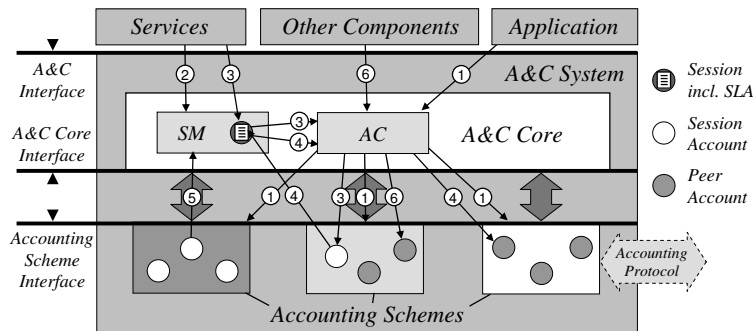 Services
Other Components
Application
A&C
Interface
2
3
6
1
A&C System
Session
incl. SLA
A&C Core
Interface
SM
3
4
AC
A&C Core
Session
Account
5
1
4
3
1
6
4
1
Peer
Account
Accounting
Scheme
Interface
Accounting
Protocol
Accounting Schemes